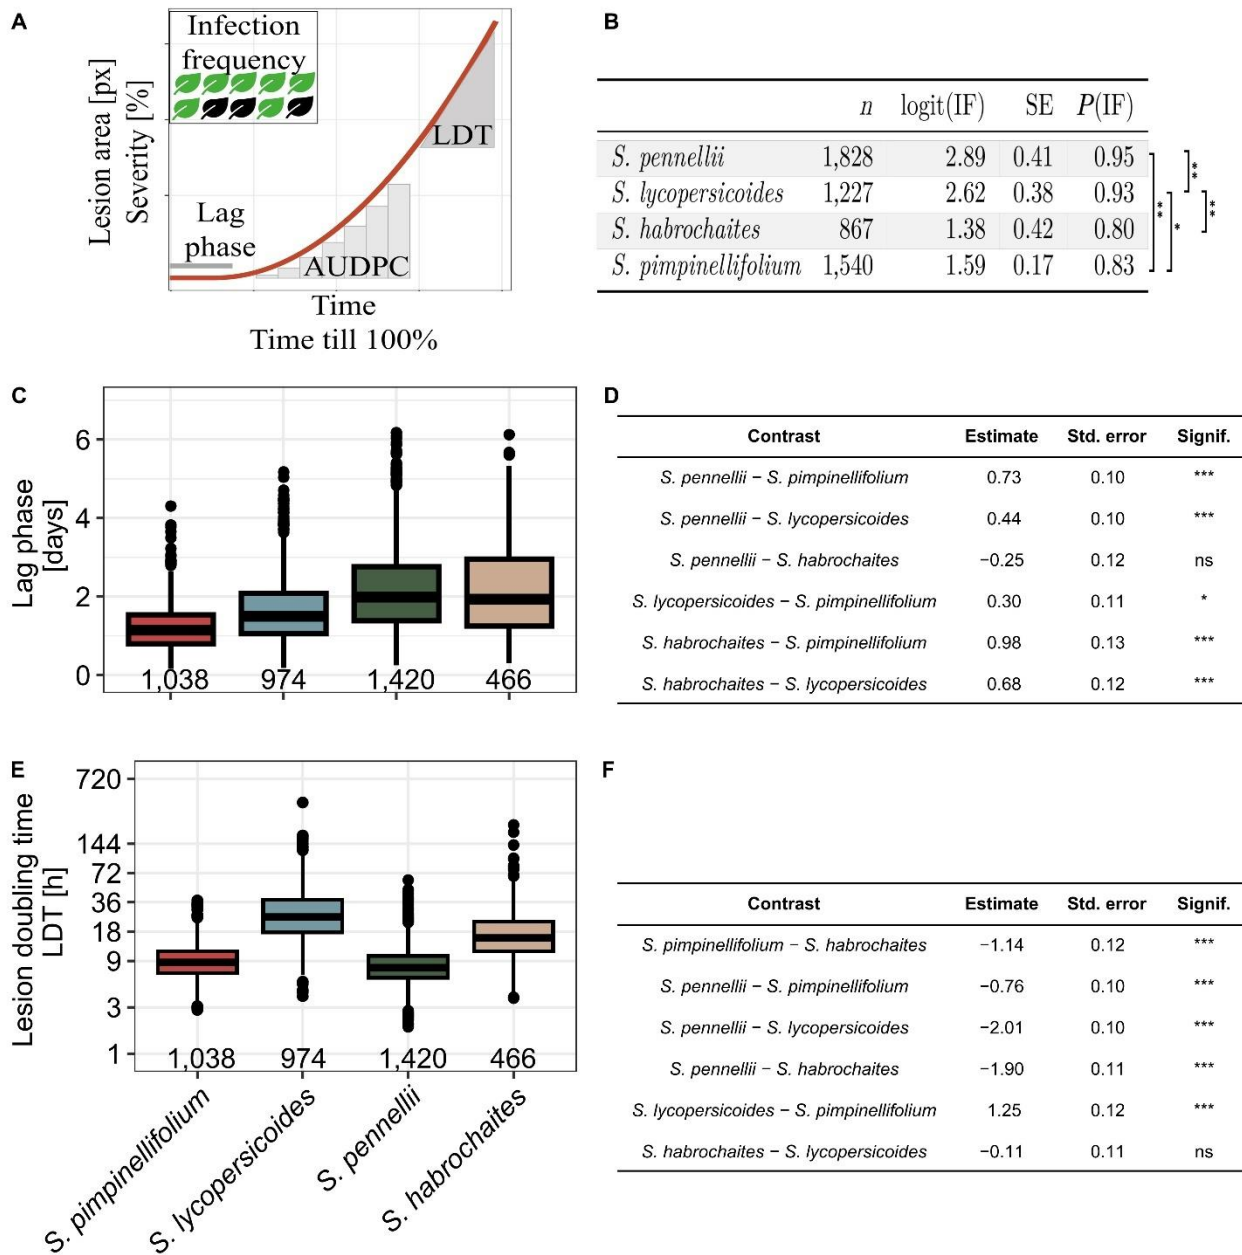 A
Infection
frequency
Lesion area [px]
Severity [%]
Lag
phase
LDT
AUDPC
Time
Time till 100%
B
n logit(IF) SE P(IF)
S. pennellii 1,828 2.89 0.41 0.95
S. lycopersicoides 1,227 2.62 0.38 0.93
S. habrochaites 867 1.38 0.42 0.80
S. pimpinellifolium 1,540 1.59 0.17 0.83
** ** * **
C
Lag phase
[days]
6
4
2
0
1,038 974 1,420 466
D
Contrast Estimate Std. error Signif.
S. pennellii – S. pimpinellifolium 0.73 0.10 ***
S. pennellii – S. lycopersicoides 0.44 0.10 ***
S. pennellii – S. habrochaites −0.25 0.12 ns
S. lycopersicoides – S. pimpinellifolium 0.30 0.11 *
S. habrochaites – S. pimpinellifolium 0.98 0.13 ***
S. habrochaites – S. lycopersicoides 0.68 0.12 ***
E
Lesion doubling time
LDT [h]
720
144
72
36
18
9
3
1
1,038 974 1,420 466
S. pimpinellifolium
S. lycopersicoides
S. pennellii
S. habrochaites
F
Contrast Estimate Std. error Signif.
S. pimpinellifolium – S. habrochaites −1.14 0.12 ***
S. pennellii – S. pimpinellifolium −0.76 0.10 ***
S. pennellii – S. lycopersicoides −2.01 0.10 ***
S. pennellii – S. habrochaites −1.90 0.11 ***
S. lycopersicoides – S. pimpinellifolium 1.25 0.12 ***
S. habrochaites – S. lycopersicoides −0.11 0.11 ns